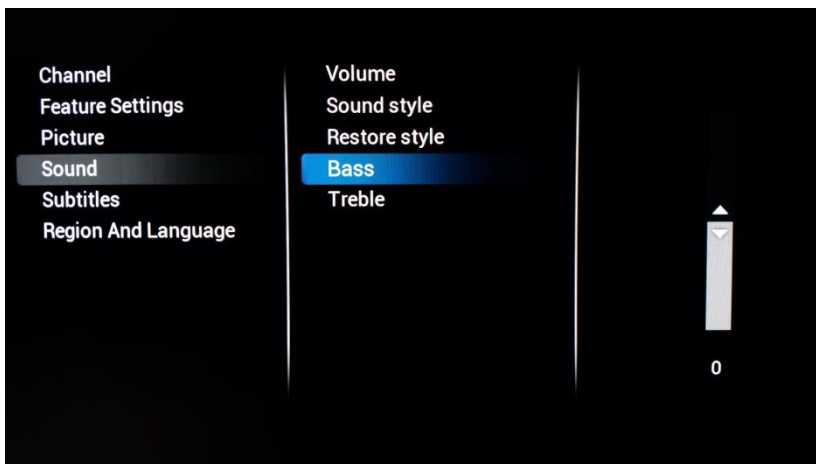 Channel
Feature Settings
Picture
Sound
Subtitles
Region And Language
Volume
Sound style
Restore style
Bass
Treble
0